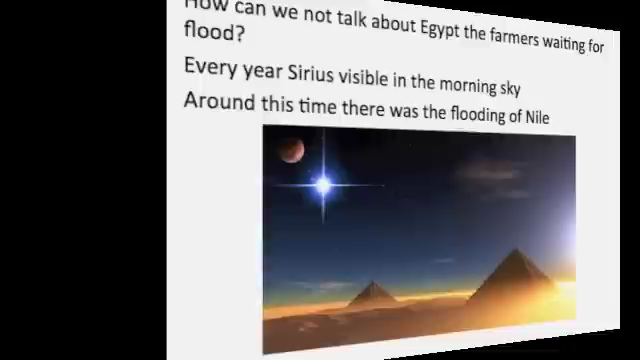 How can we not talk about Egypt the farmers waiting for
flood?
Every year Sirius visible in the morning sky
Around this time there was the flooding of Nile